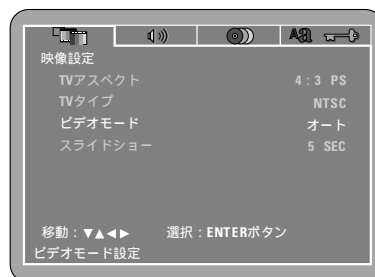 Aあ
映像設定
TVアスペクト 4:3 PS
TVタイプ NTSC
ビデオモード オート
スライドショー 5 SEC
移動:▼▲◀▶ 選択:ENTERボタン
ビデオモード設定